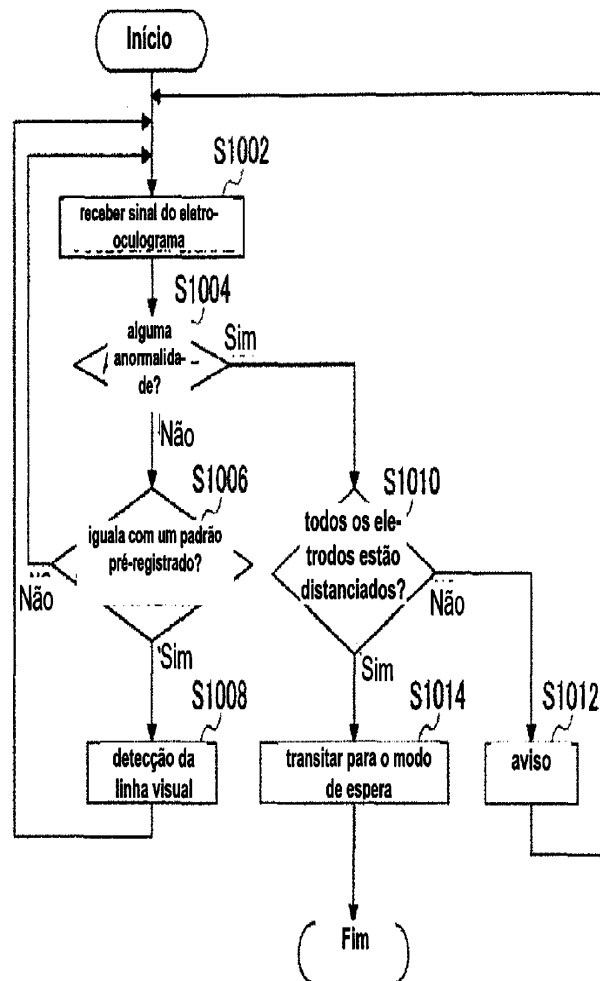 Início
S1002
receber sinal do eletro-
oculograma
S1004
alguma
anormalida-
de?
Sim
Não
S1006
iguala com um padrão
pré-registrado?
Não
Sim
S1010
todos os ele-
trodos estão
distanciados?
Não
Sim
S1008
detecção da
linha visual
S1014
transitar para o modo
de espera
S1012
aviso
Fim